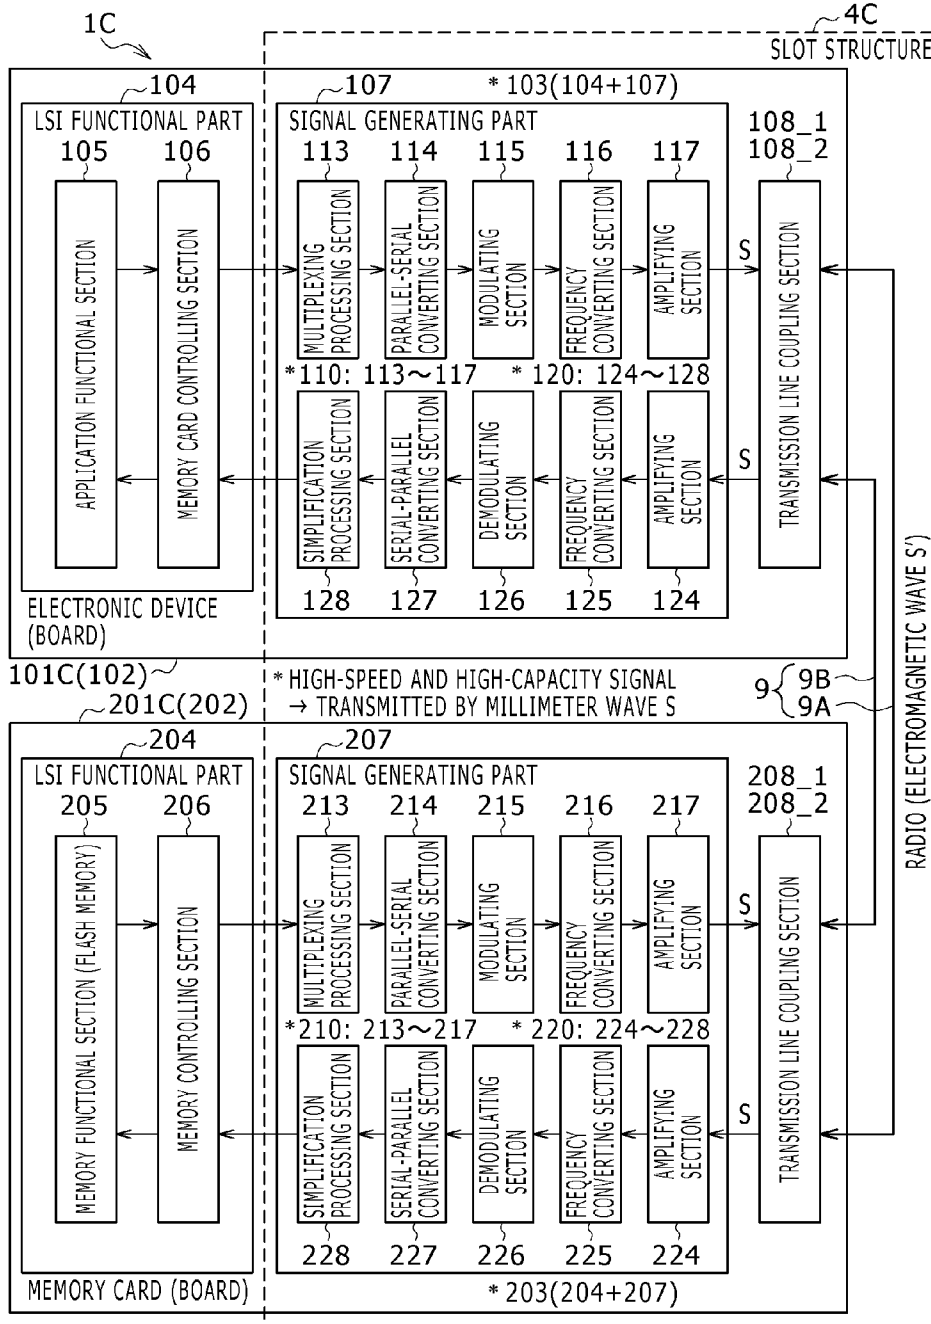 1C
4C
SLOT STRUCTURE
104
LSI FUNCTIONAL PART
105
106
APPLICATION FUNCTIONAL SECTION
MEMORY CARD CONTROLLING SECTION
ELECTRONIC DEVICE
(BOARD)
101C(102)
*103(104+107)
107
SIGNAL GENERATING PART
113
114
115
116
117
108_1
108_2
MULTIPLEXING
PROCESSING SECTION
PARALLEL-SERIAL
CONVERTING SECTION
MODULATING
SECTION
FREQUENCY
CONVERTING SECTION
AMPLIFYING
SECTION
S
TRANSMISSION LINE COUPLING SECTION
*110: 113～117
*120: 124～128
SIMPLIFICATION
PROCESSING SECTION
SERIAL-PARALLEL
CONVERTING SECTION
DEMODULATING
SECTION
FREQUENCY
CONVERTING SECTION
AMPLIFYING
SECTION
S
128
127
126
125
124
* HIGH-SPEED AND HIGH-CAPACITY SIGNAL
→ TRANSMITTED BY MILLIMETER WAVE S
9
9B
9A
RADIO (ELECTROMAGNETIC WAVE S')
201C(202)
204
LSI FUNCTIONAL PART
205
206
MEMORY FUNCTIONAL SECTION (FLASH MEMORY)
MEMORY CONTROLLING SECTION
MEMORY CARD (BOARD)
207
SIGNAL GENERATING PART
213
214
215
216
217
208_1
208_2
MULTIPLEXING
PROCESSING SECTION
PARALLEL-SERIAL
CONVERTING SECTION
MODULATING
SECTION
FREQUENCY
CONVERTING SECTION
AMPLIFYING
SECTION
S
TRANSMISSION LINE COUPLING SECTION
*210: 213～217
*220: 224～228
SIMPLIFICATION
PROCESSING SECTION
SERIAL-PARALLEL
CONVERTING SECTION
DEMODULATING
SECTION
FREQUENCY
CONVERTING SECTION
AMPLIFYING
SECTION
S
228
227
226
225
224
*203(204+207)